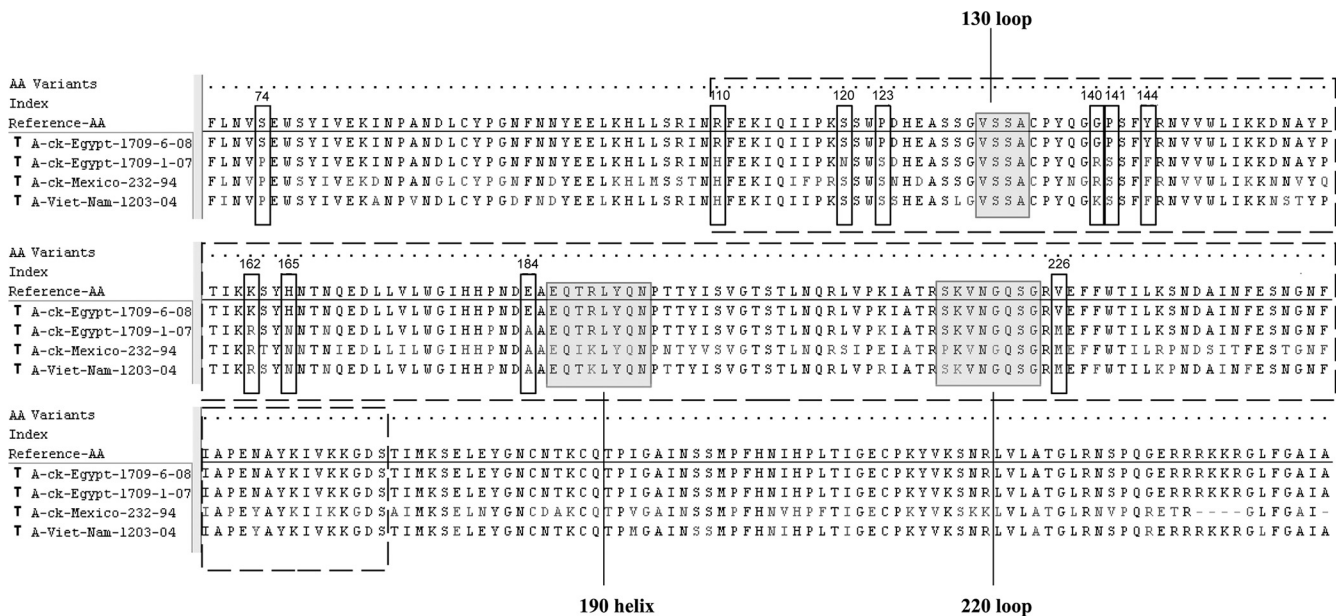 130 loop
AA Variants
74 110 120 123 140 141 144
Index
Reference-AA FLNVSEWSYIVEKINPANDLCYPGNFNNYEELKHLLSRINRFEKIQIIPKSSWPDHEASSGVSSACPYQGGPSFYRNVVWLIKKDNAYP
T A-ck-Egypt-1709-6-08 FLNVSEWSYIVEKINPANDLCYPGNFNNYEELKHLLSRINRFEKIQIIPKSSWPDHEASSGVSSACPYQGGPSFYRNVVWLIKKDNAYP
T A-ck-Egypt-1709-1-07 FLNVPEWSYIVEKINPANDLCYPGNFNNYEELKHLLSRINHFEKIQIIPKNSWSDHEASSGVSSACPYQGRSSFFRNVVWLIKKDNAYP
T A-ck-Mexico-232-94 FLNVPEWSYIVEKDNPANGLCYPGNFNDYEELKHLMSSTNHFEKIQIFPRSSWSNHDASSGVSSACPYNGRSSFFRNVVWLIKKNNVYQ
T A-Viet-Nam-1203-04 FINVPEWSYIVEKANPVNDLCYPGDFNDYEELKHLLSRINHFEKIQIIPKSSWSSHEASLGVSSACPYQGKSSFFRNVVWLIKKNSTYP
AA Variants
162 165 184 226
Index
Reference-AA TIKKSYHNTNQEDLLVLWGIHHPNDEAEQTRLYQNPTTYISVGTSTLNQRLVPKIATRSKVNGQSGRVEFFWTILKSNDAINFESNGNF
T A-ck-Egypt-1709-6-08 TIKKSYHNTNQEDLLVLWGIHHPNDEAEQTRLYQNPTTYISVGTSTLNQRLVPKIATRSKVNGQSGRVEFFWTILKSNDAINFESNGNF
T A-ck-Egypt-1709-1-07 TIKRSYNNTNQEDLLVLWGIHHPNDAAEQTRLYQNPTTYISVGTSTLNQRLVPKIATRSKVNGQSGRMEFFWTILKSNDAINFESNGNF
T A-ck-Mexico-232-94 TIKRTYNNTNIEDLLILWGIHHPNDAAEQIKLYQNPNTYVSVGTSTLNQRSIPEIATRPKVNGQSGRMEFFWTILRPNDSITFESTGNF
T A-Viet-Nam-1203-04 TIKRSYNNTNQEDLLVLWGIHHPNDAAEQTKLYQNPTTYISVGTSTLNQRLVPRIATRSKVNGQSGRMEFFWTILKPNDAINFESNGNF
AA Variants
Index
Reference-AA IAPENAYKIVKKGDSTIMKSELEYGNCNTKCQTPIGAINSSMPFHNIHPLTIGECPKYVKSNRLVLATGLRNSPQGERRRKKRGLFGAIA
T A-ck-Egypt-1709-6-08 IAPENAYKIVKKGDSTIMKSELEYGNCNTKCQTPIGAINSSMPFHNIHPLTIGECPKYVKSNRLVLATGLRNSPQGERRRKKRGLFGAIA
T A-ck-Egypt-1709-1-07 IAPENAYKIVKKGDSTIMKSELEYGNCNTKCQTPIGAINSSMPFHNIHPLTIGECPKYVKSNRLVLATGLRNSPQGERRRKKRGLFGAIA
T A-ck-Mexico-232-94 IAPEYAYKIIKKGDSAIMKSELNYGNCDAKCQTPVGAINSSMPFHNVHPFTIGECPKYVKSKKLVLATGLRNVPQRETR----GLFGAI-
T A-Viet-Nam-1203-04 IAPEYAYKIVKKGDSTIMKSELEYGNCNTKCQTPMGAINSSMPFHNIHPLTIGECPKYVKSNRLVLATGLRNSPQRERRRKKRGLFGAIA
190 helix 220 loop